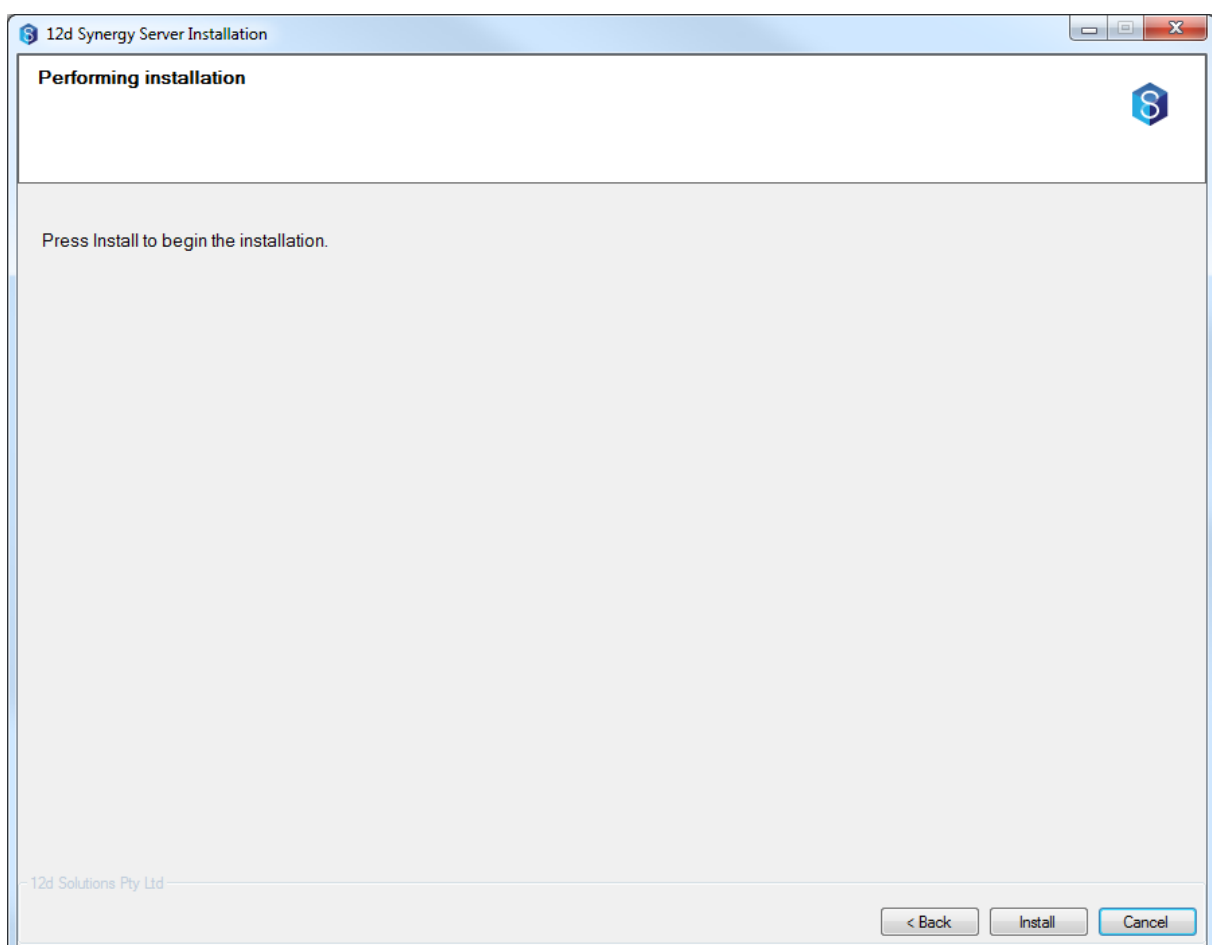 12d Synergy Server Installation
Performing installation
Press Install to begin the installation.
12d Solutions Pty Ltd
< Back Install Cancel